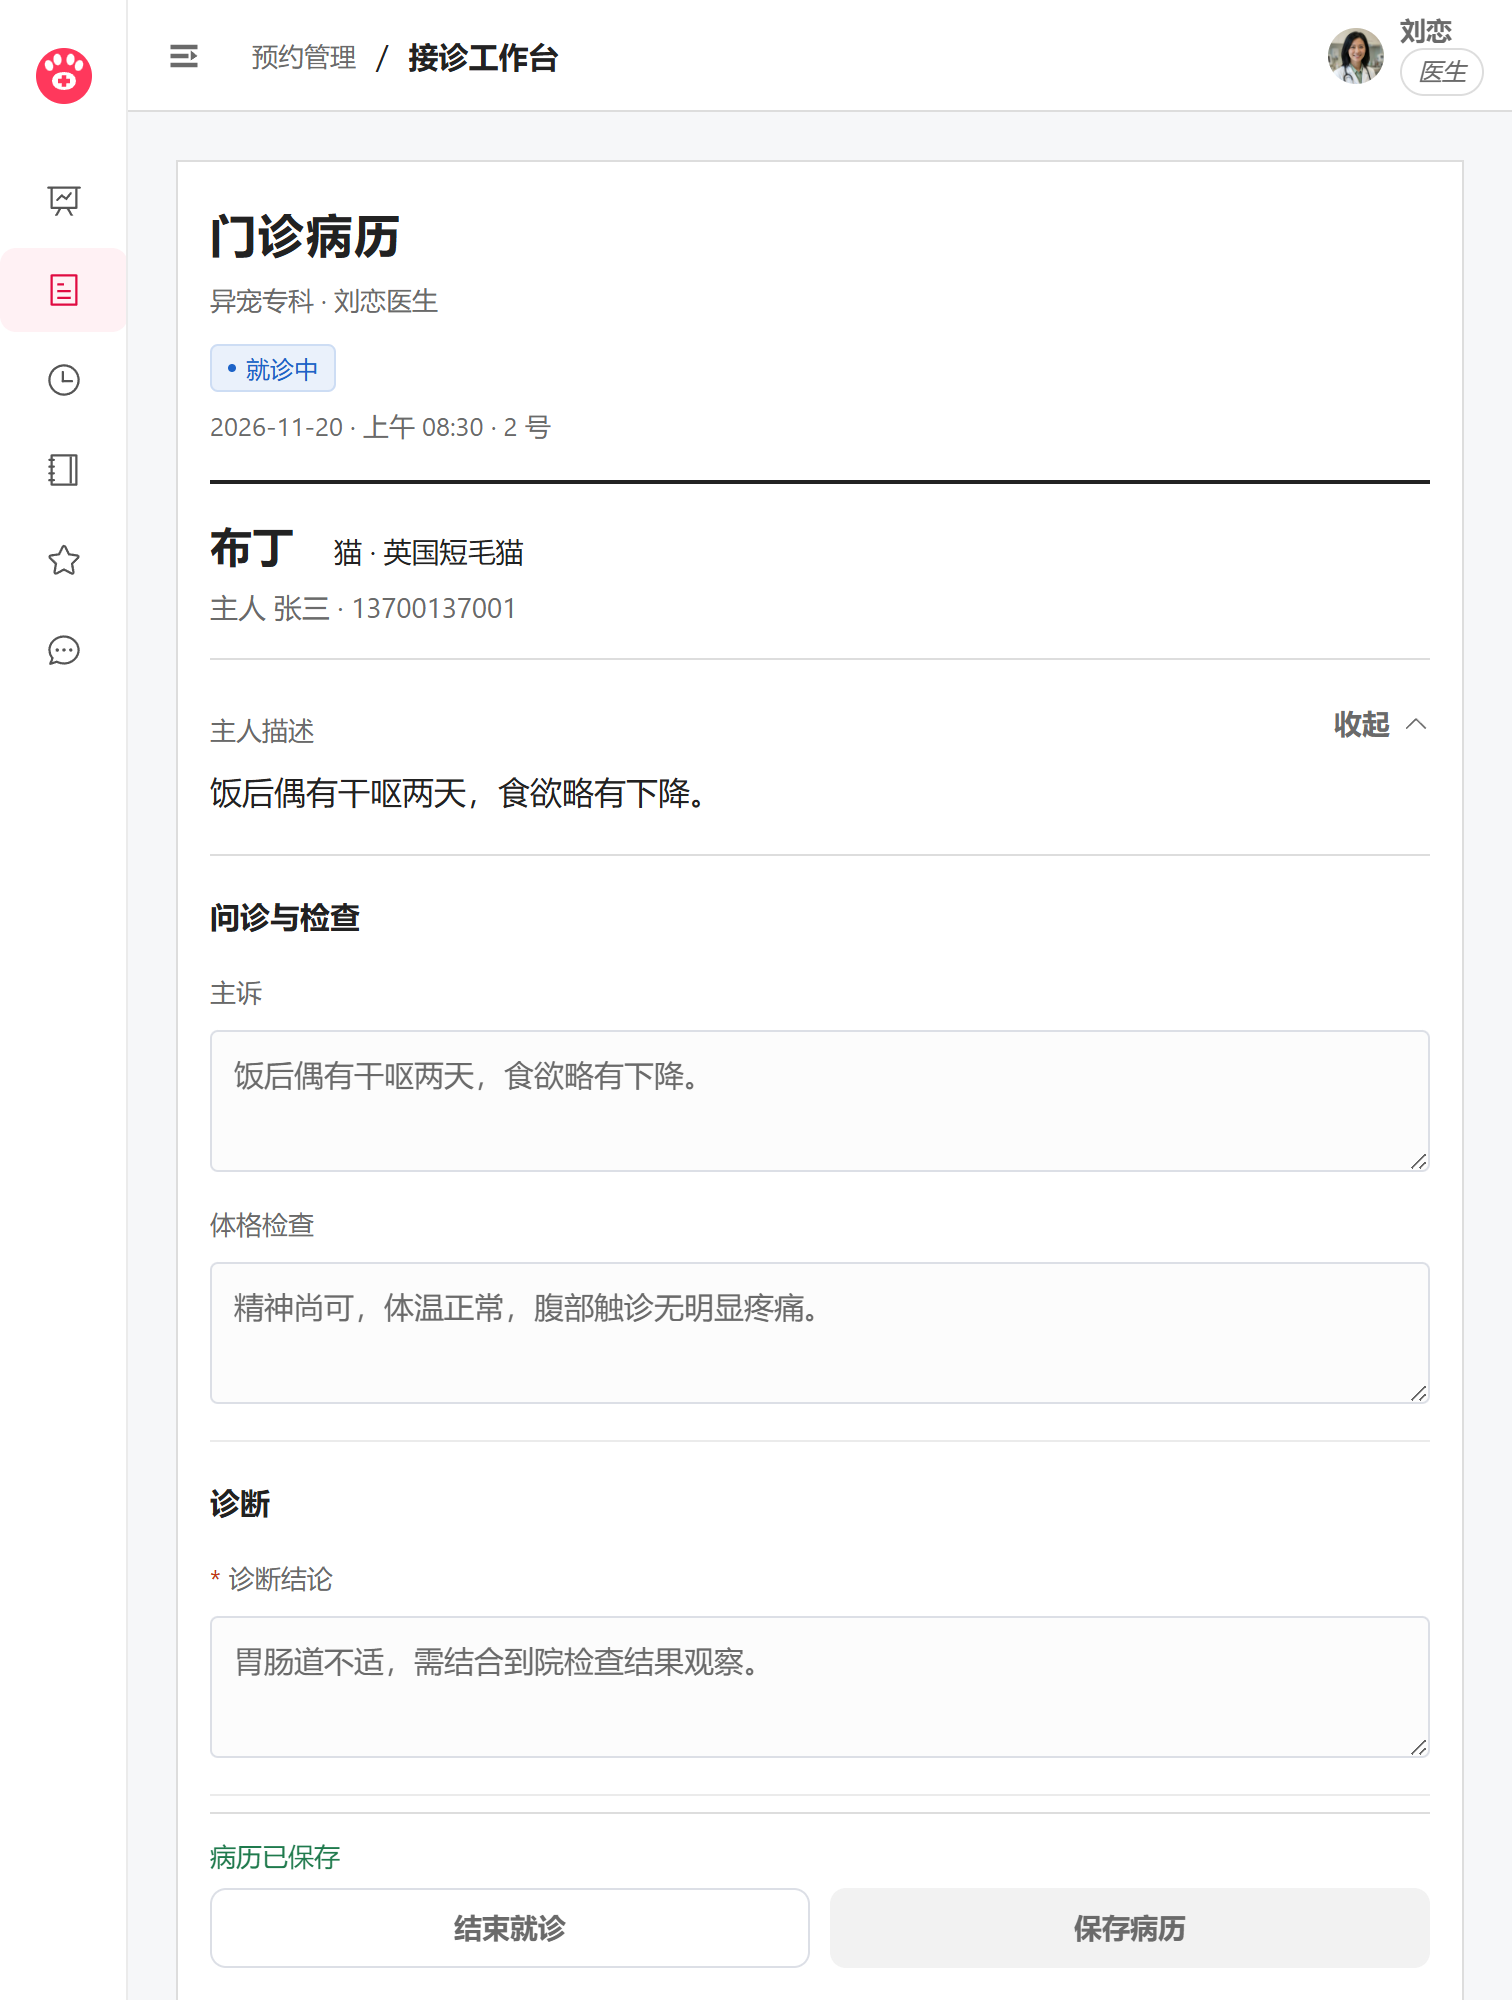 预约管理 / 接诊工作台
刘恋
医生
门诊病历
异宠专科 · 刘恋医生
• 就诊中
2026-11-20 · 上午 08:30 · 2 号
布丁 猫 · 英国短毛猫
主人 张三 · 13700137001
主人描述
收起
饭后偶有干呕两天，食欲略有下降。
问诊与检查
主诉
饭后偶有干呕两天，食欲略有下降。
体格检查
精神尚可，体温正常，腹部触诊无明显疼痛。
诊断
* 诊断结论
胃肠道不适，需结合到院检查结果观察。
病历已保存
结束就诊
保存病历